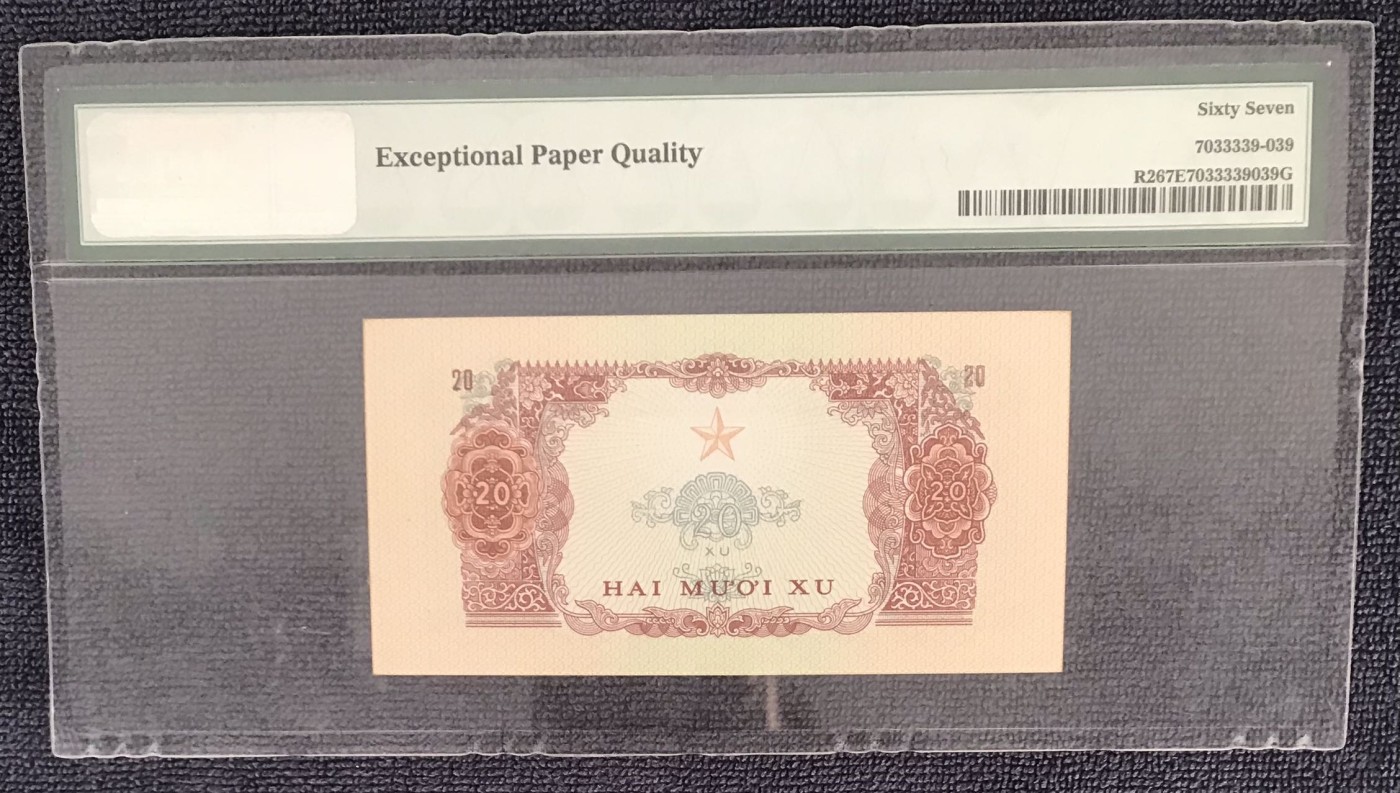 Exceptional Paper Quality
Sixty Seven
7033339-039
R267E7033339039G
20
20
20
20
20
XU
HAI MƯƠI XU